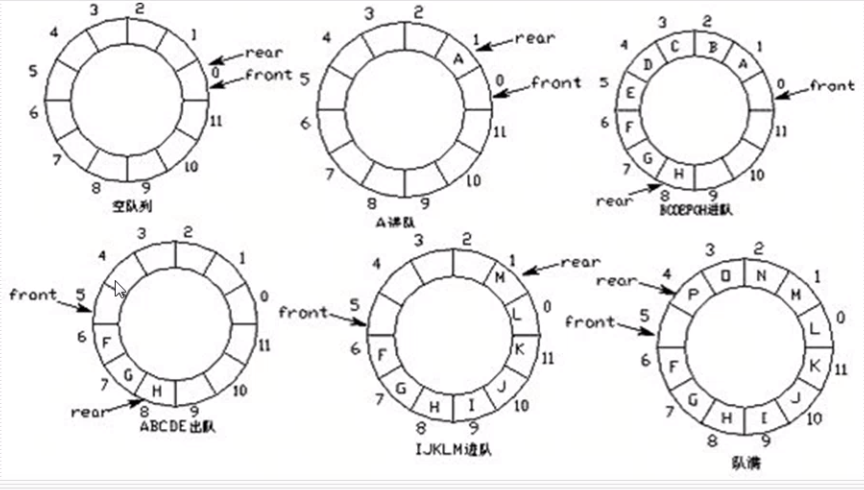 3 2
4 1
rear
5 0
front
6 11
7 10
8 9
空队列
3 2
4 1 rear
A
5 0 front
6 11
7 10
8 9
A进队
3 2
4 D C B A 1
5 E 0 front
6 F 11
7 G H 10
rear 8 9
BCDEFGH进队
3 2
4 1
front 5 0
6 F 11
7 G H 10
rear 8 9
ABCDE出队
3 2
4 M 1 rear
front 5 L 0
6 F K 11
7 G H I J 10
8 9
IJKLM进队
3 2
rear 4 P O N M 1
front 5 L 0
6 F K 11
7 G H I J 10
8 9
队满